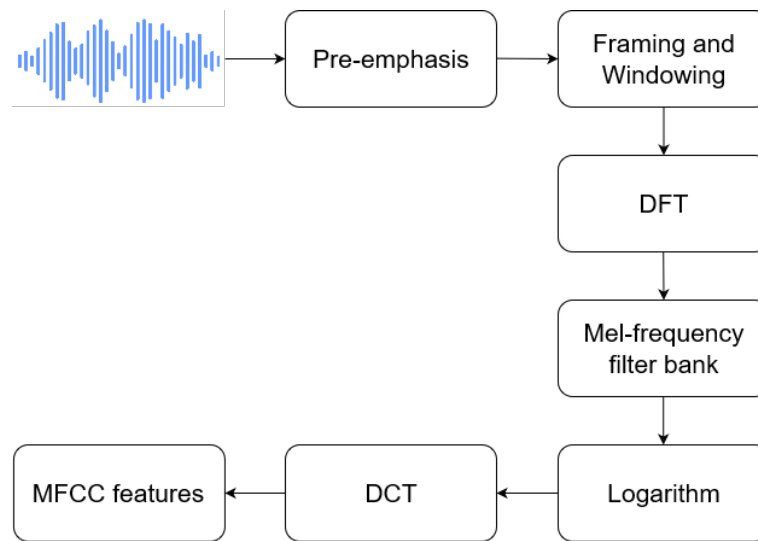 Pre-emphasis
Framing and
Windowing
DFT
Mel-frequency
filter bank
Logarithm
DCT
MFCC features